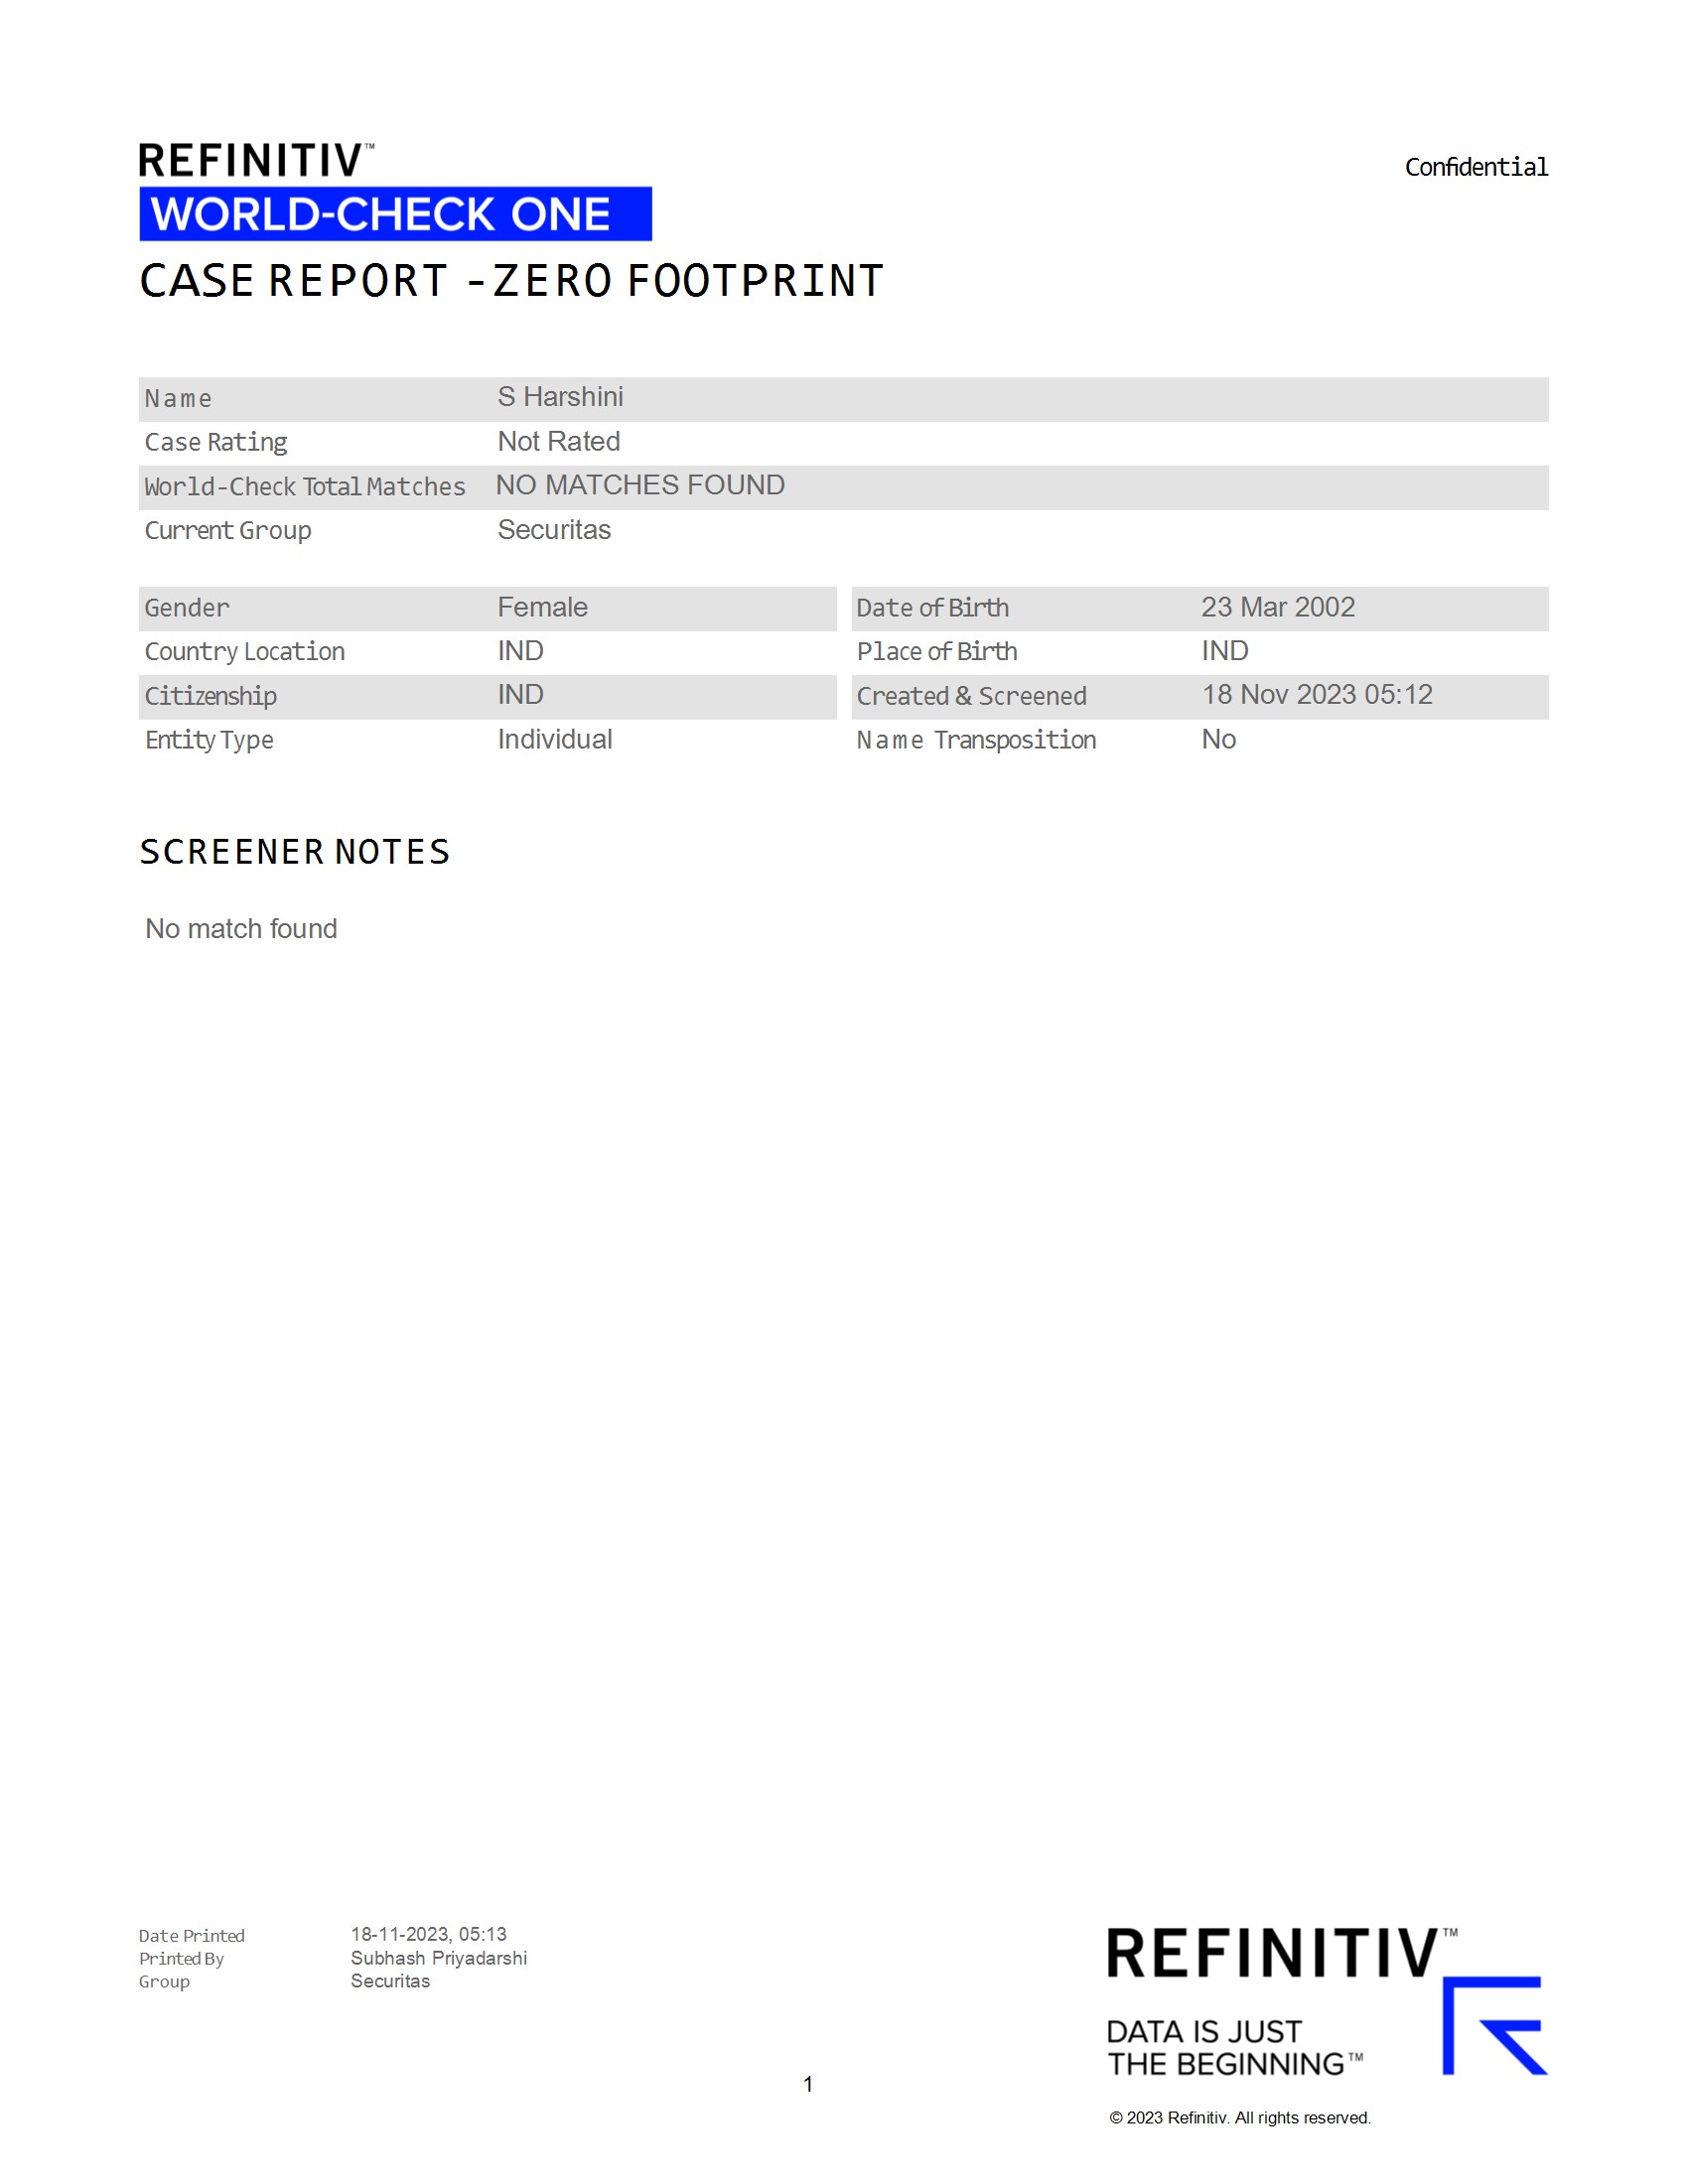 REFINITIV™
Confidential
WORLD-CHECK ONE
CASE REPORT - ZERO FOOTPRINT
Name S Harshini
Case Rating Not Rated
World-Check Total Matches NO MATCHES FOUND
Current Group Securitas
Gender Female Date of Birth 23 Mar 2002
Country Location IND Place of Birth IND
Citizenship IND Created & Screened 18 Nov 2023 05:12
Entity Type Individual Name Transposition No
SCREENER NOTES
No match found
Date Printed 18-11-2023, 05:13
Printed By Subhash Priyadarshi
Group Securitas
REFINITIV™
DATA IS JUST
THE BEGINNING™
1
© 2023 Refinitiv. All rights reserved.